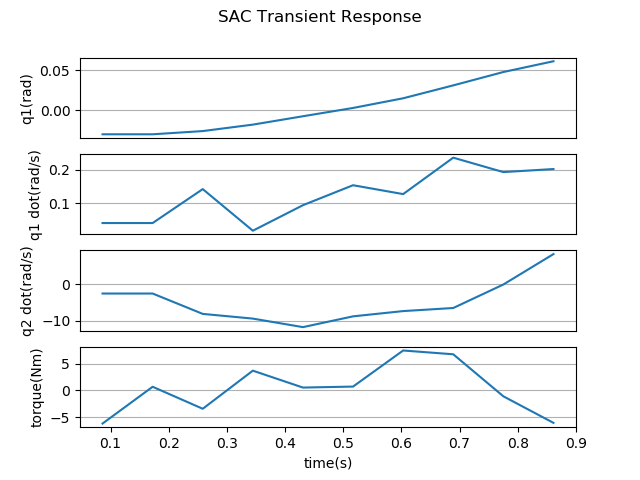 SAC Transient Response
q1(rad)
0.05
0.00
q1 dot(rad/s)
0.2
0.1
q2 dot(rad/s)
0
−10
torque(Nm)
5
0
−5
0.1 0.2 0.3 0.4 0.5 0.6 0.7 0.8 0.9
time(s)